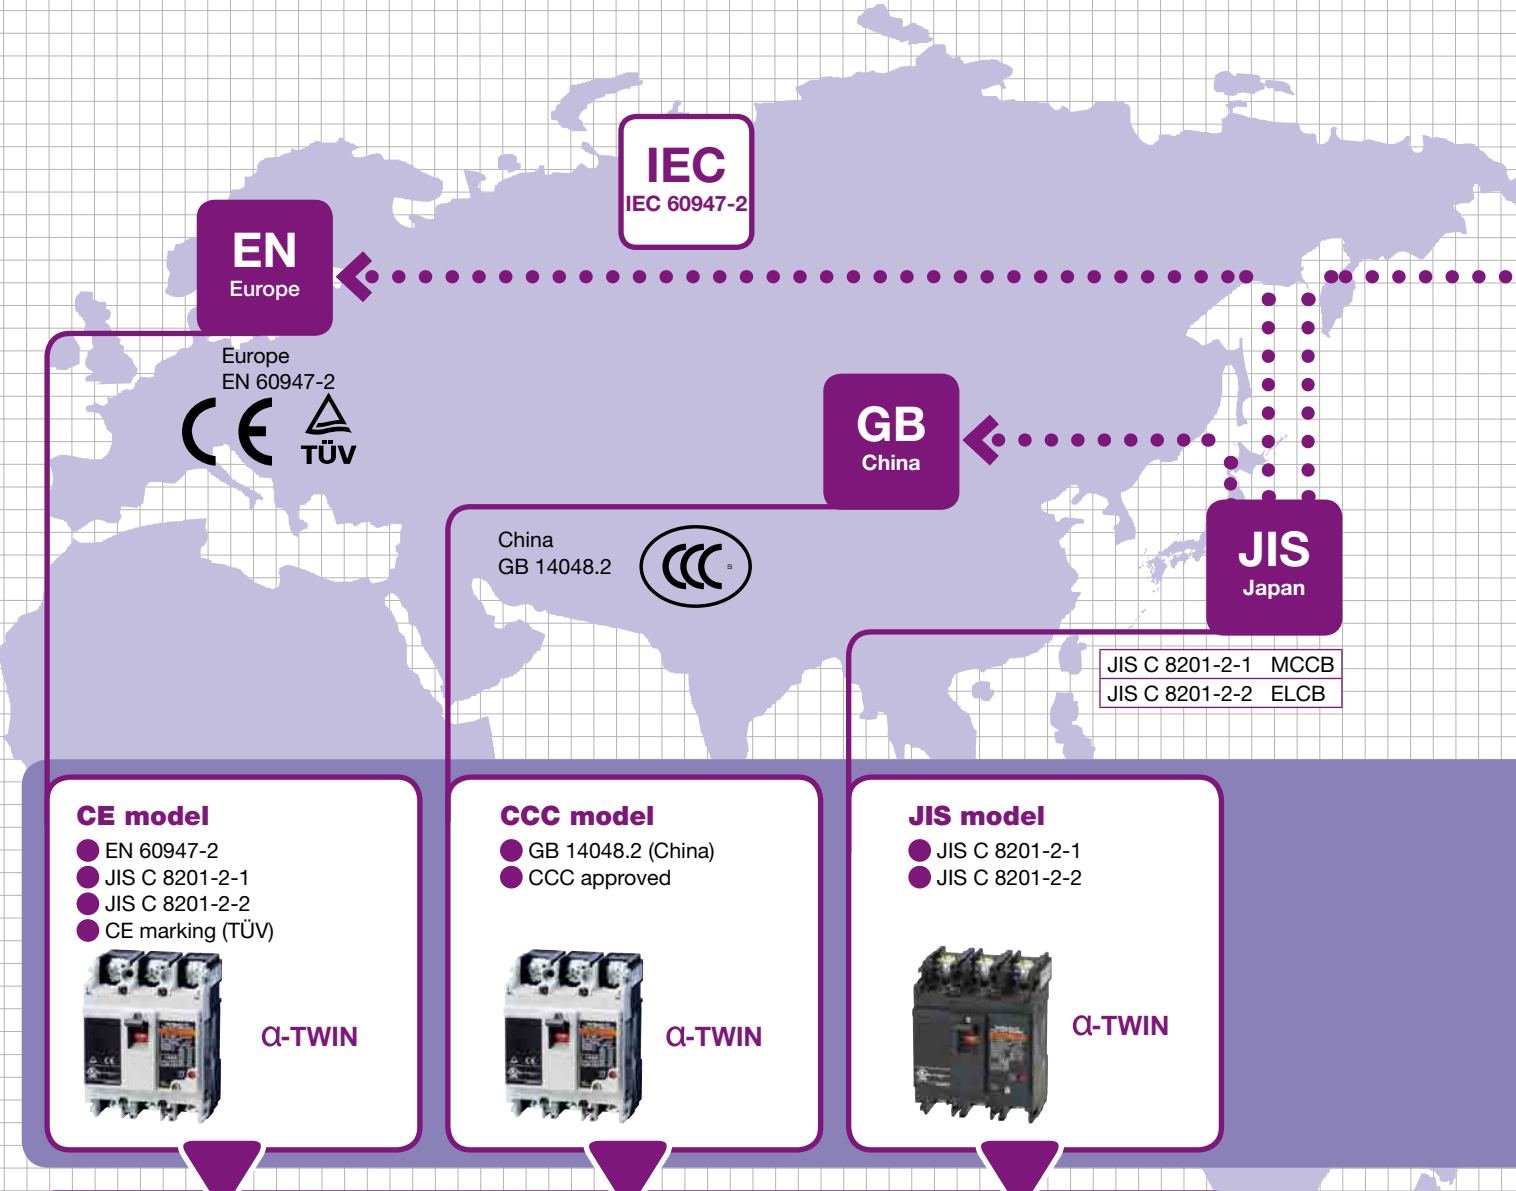 IEC
IEC 60947-2
EN
Europe
Europe
EN 60947-2
CE
TÜV
GB
China
China
GB 14048.2
CCC
S
JIS
Japan
JIS C 8201-2-1 MCCB
JIS C 8201-2-2 ELCB
CE model
EN 60947-2
JIS C 8201-2-1
JIS C 8201-2-2
CE marking (TÜV)
α-TWIN
CCC model
GB 14048.2 (China)
CCC approved
α-TWIN
JIS model
JIS C 8201-2-1
JIS C 8201-2-2
α-TWIN